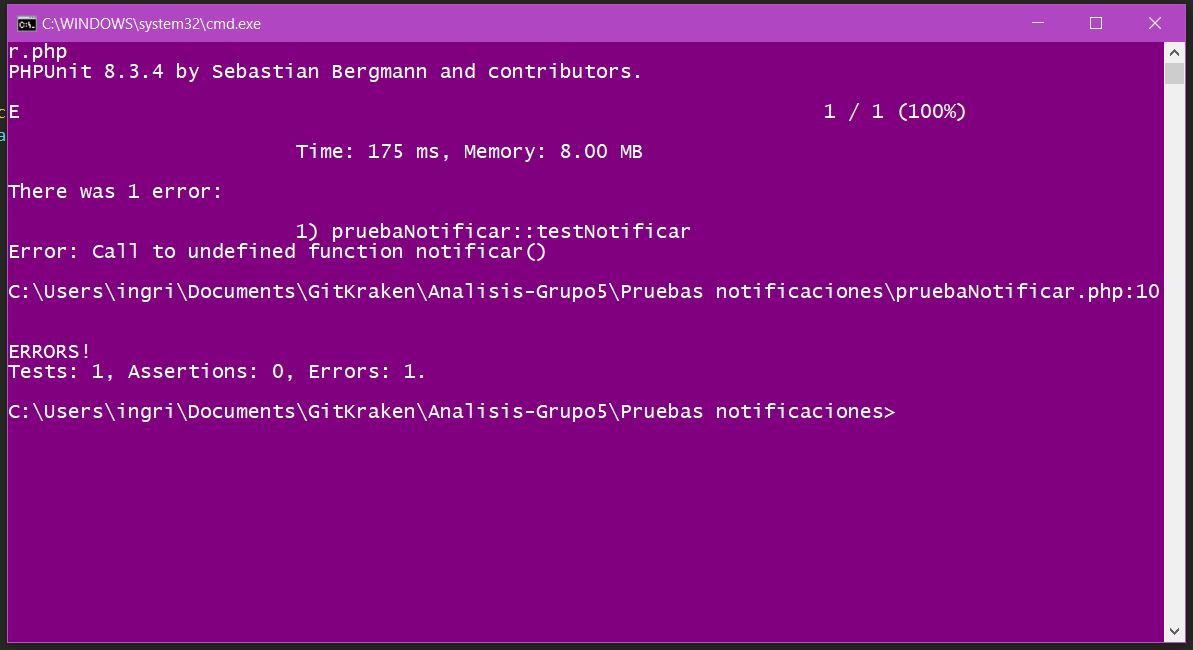 C:\WINDOWS\system32\cmd.exe
r.php
PHPUnit 8.3.4 by Sebastian Bergmann and contributors.
E 1 / 1 (100%)
Time: 175 ms, Memory: 8.00 MB
There was 1 error:
1) pruebaNotificar::testNotificar
Error: Call to undefined function notificar()
C:\Users\ingri\Documents\GitKraken\Analisis-Grupo5\Pruebas notificaciones\pruebaNotificar.php:10
ERRORS!
Tests: 1, Assertions: 0, Errors: 1.
C:\Users\ingri\Documents\GitKraken\Analisis-Grupo5\Pruebas notificaciones>